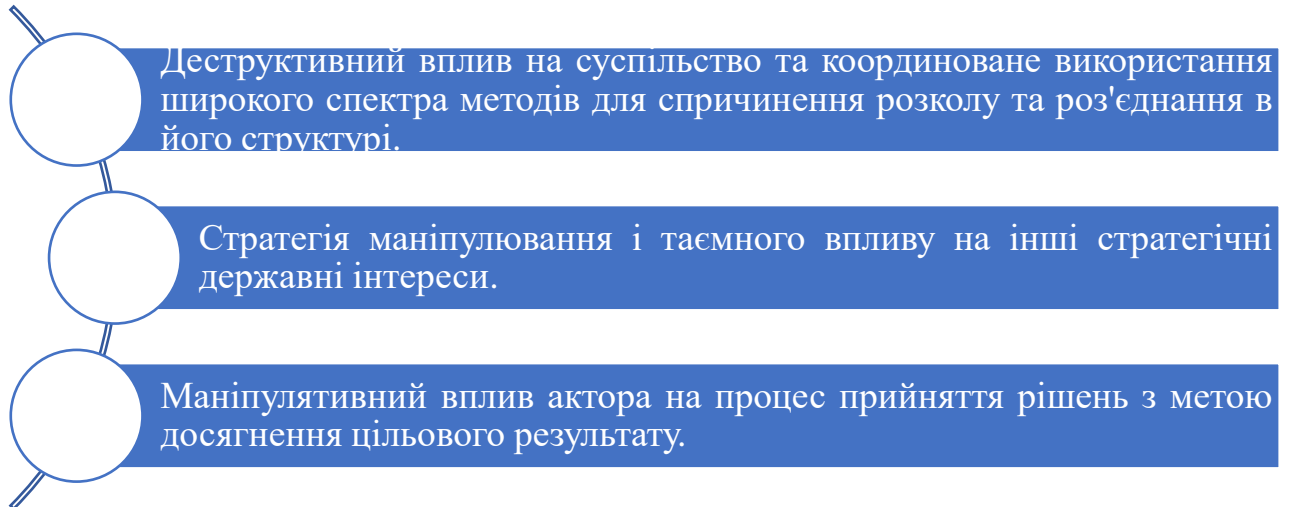 Деструктивний вплив на суспільство та координоване використання
широкого спектра методів для спричинення розколу та роз'єднання в
його структурі.
Стратегія маніпулювання і таємного впливу на інші стратегічні
державні інтереси.
Маніпулятивний вплив актора на процес прийняття рішень з метою
досягнення цільового результату.